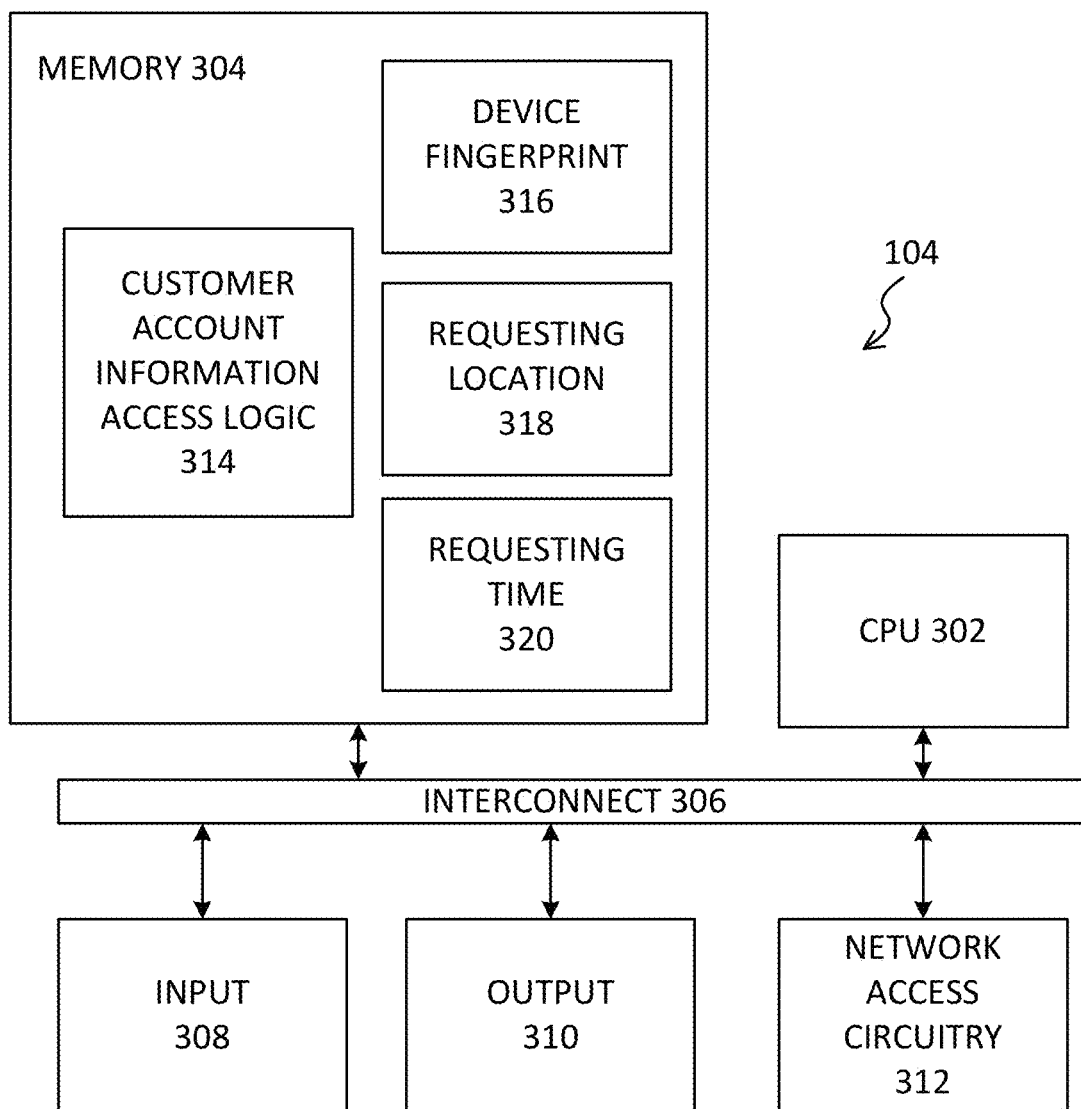 MEMORY 304
DEVICE
FINGERPRINT
316
104
CUSTOMER
ACCOUNT
INFORMATION
ACCESS LOGIC
314
REQUESTING
LOCATION
318
REQUESTING
TIME
320
CPU 302
INTERCONNECT 306
INPUT
308
OUTPUT
310
NETWORK
ACCESS
CIRCUITRY
312